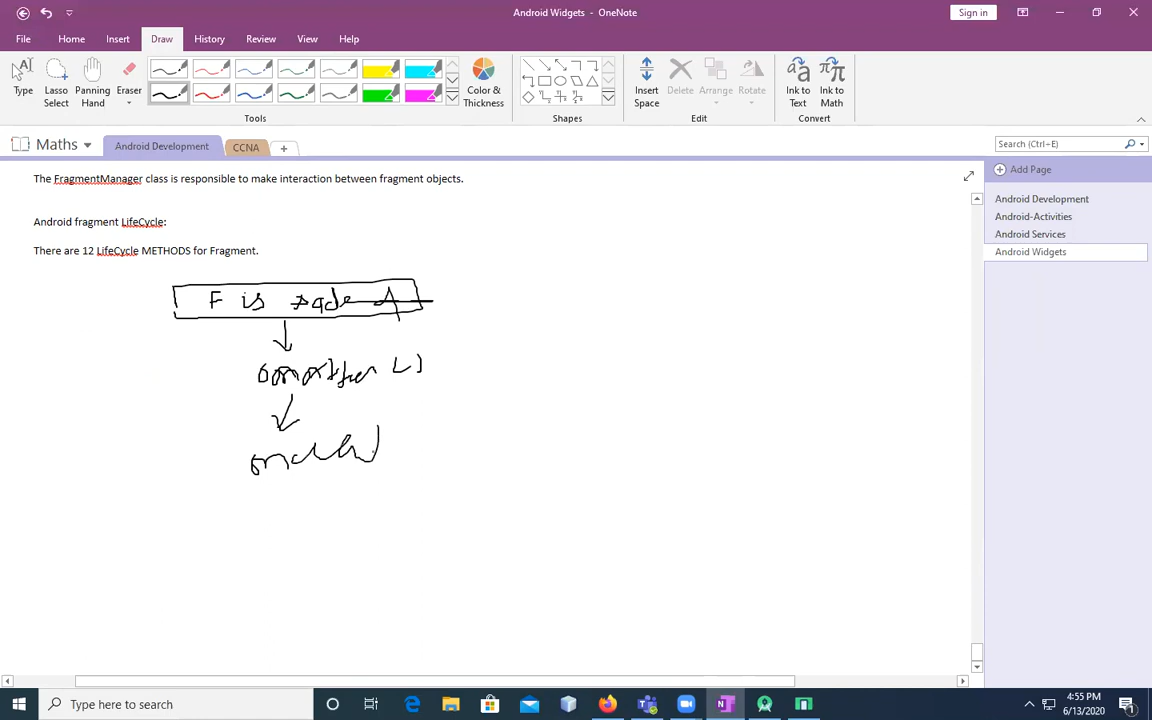 Android Widgets - OneNote
Sign in
File Home Insert Draw History Review View Help
Type
Lasso Select
Panning Hand
Eraser
Color & Thickness
Insert Space
Delete
Arrange
Rotate
Ink to Text
Ink to Math
Tools
Shapes
Edit
Convert
Maths
Android Development
CCNA
Search (Ctrl+E)
The FragmentManager class is responsible to make interaction between fragment objects.
Add Page
Android Development
Android-Activities
Android Services
Android Widgets
Android fragment LifeCycle:
There are 12 LifeCycle METHODS for Fragment.
F is
Type here to search
4:55 PM
6/13/2020